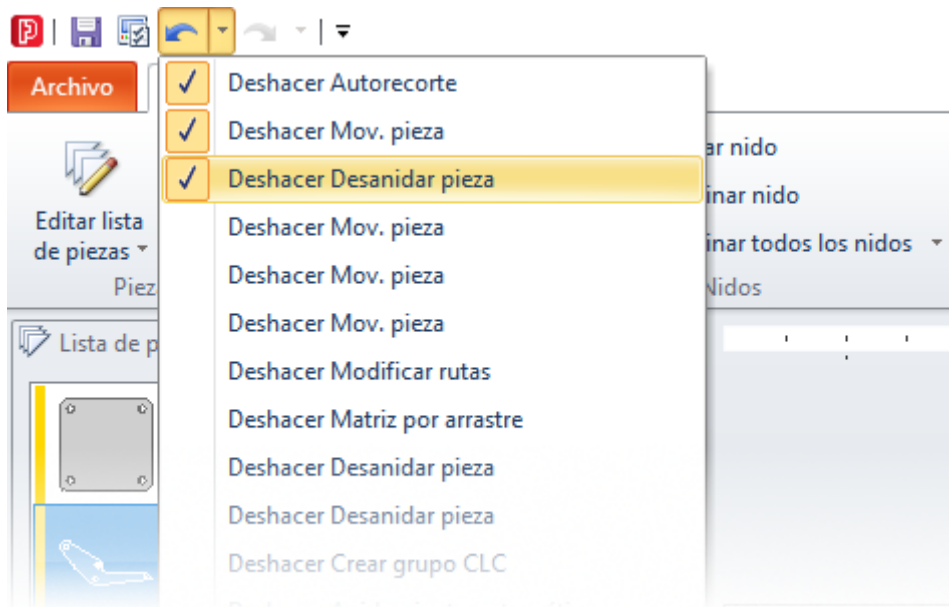 Archivo
Deshacer Autorecorte
Deshacer Mov. pieza
Deshacer Desanidar pieza
Deshacer Mov. pieza
Deshacer Mov. pieza
Deshacer Mov. pieza
Deshacer Modificar rutas
Deshacer Matriz por arrastre
Deshacer Desanidar pieza
Deshacer Desanidar pieza
Deshacer Crear grupo CLC
Editar lista
de piezas
Piez
ar nido
inar nido
inar todos los nidos
Nidos
Lista de p